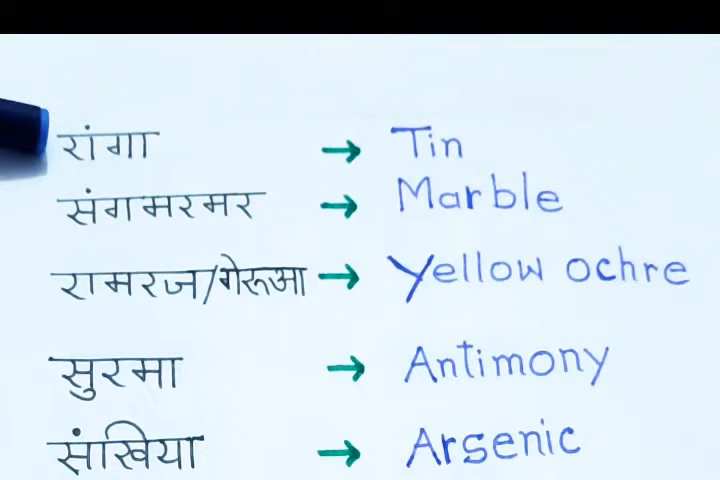 रांगा → Tin
संगमरमर → Marble
रामरज/गेरूआ → Yellow ochre
सुरमा → Antimony
संखिया → Arsenic